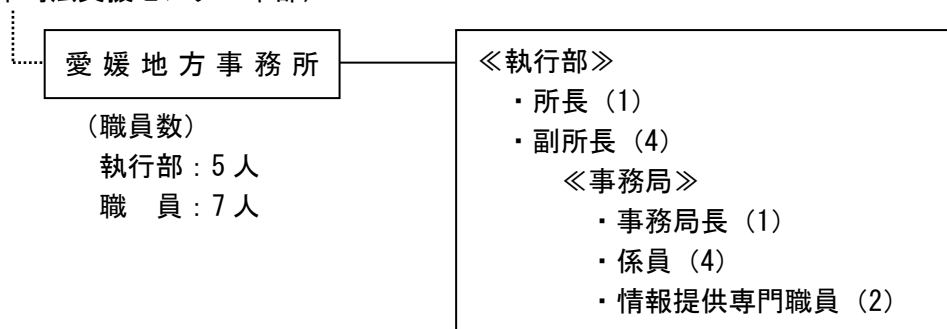 愛媛地方事務所
（職員数）
執行部：5人
職　員：7人
≪執行部≫
・所長（1）
・副所長（4）
≪事務局≫
・事務局長（1）
・係員（4）
・情報提供専門職員（2）